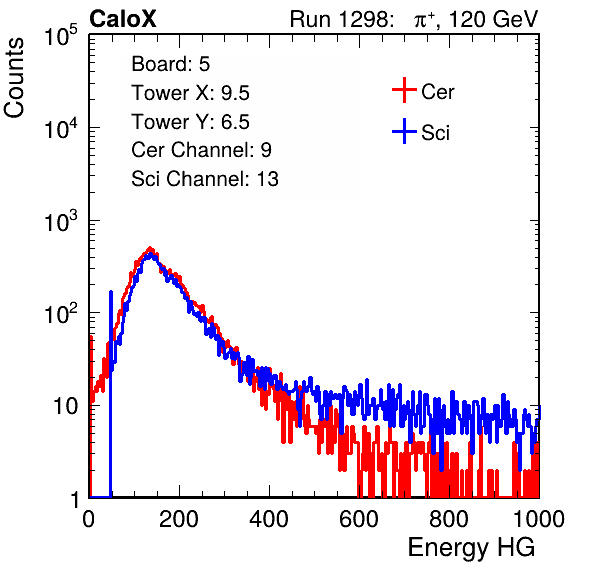 CaloX Run 1298: π⁺, 120 GeV
Counts
10⁵
10⁴
10³
10²
10
1
Board: 5
Tower X: 9.5
Tower Y: 6.5
Cer Channel: 9
Sci Channel: 13
Cer
Sci
0 200 400 600 800 1000
Energy HG